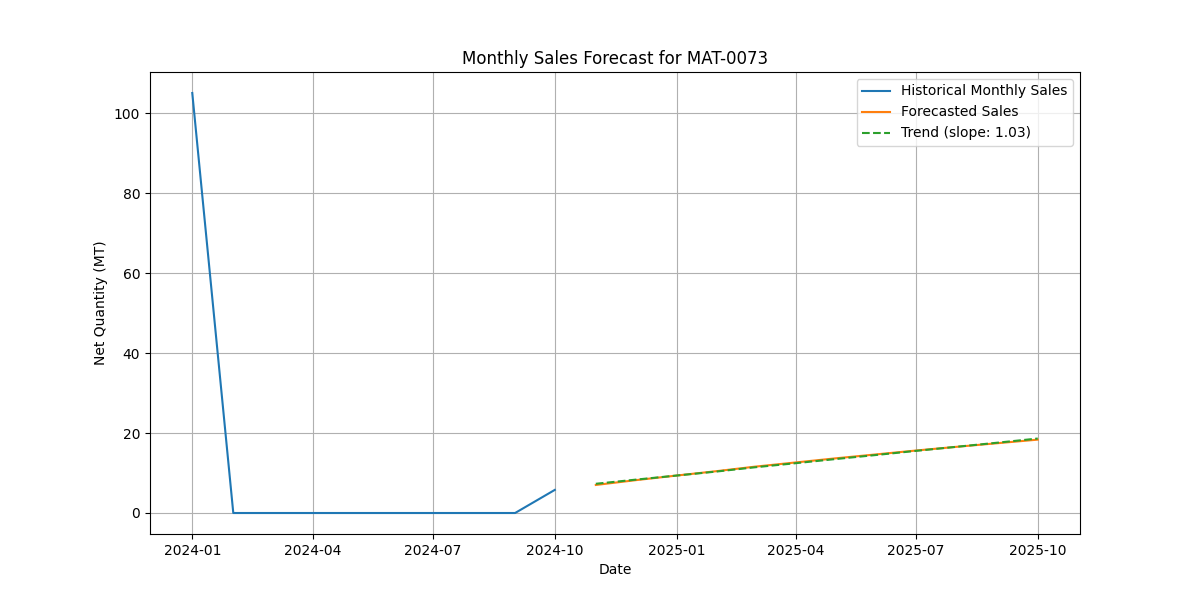 Monthly Sales Forecast for MAT-0073
Historical Monthly Sales
Forecasted Sales
Trend (slope: 1.03)
Net Quantity (MT)
100
80
60
40
20
0
2024-01 2024-04 2024-07 2024-10 2025-01 2025-04 2025-07 2025-10
Date